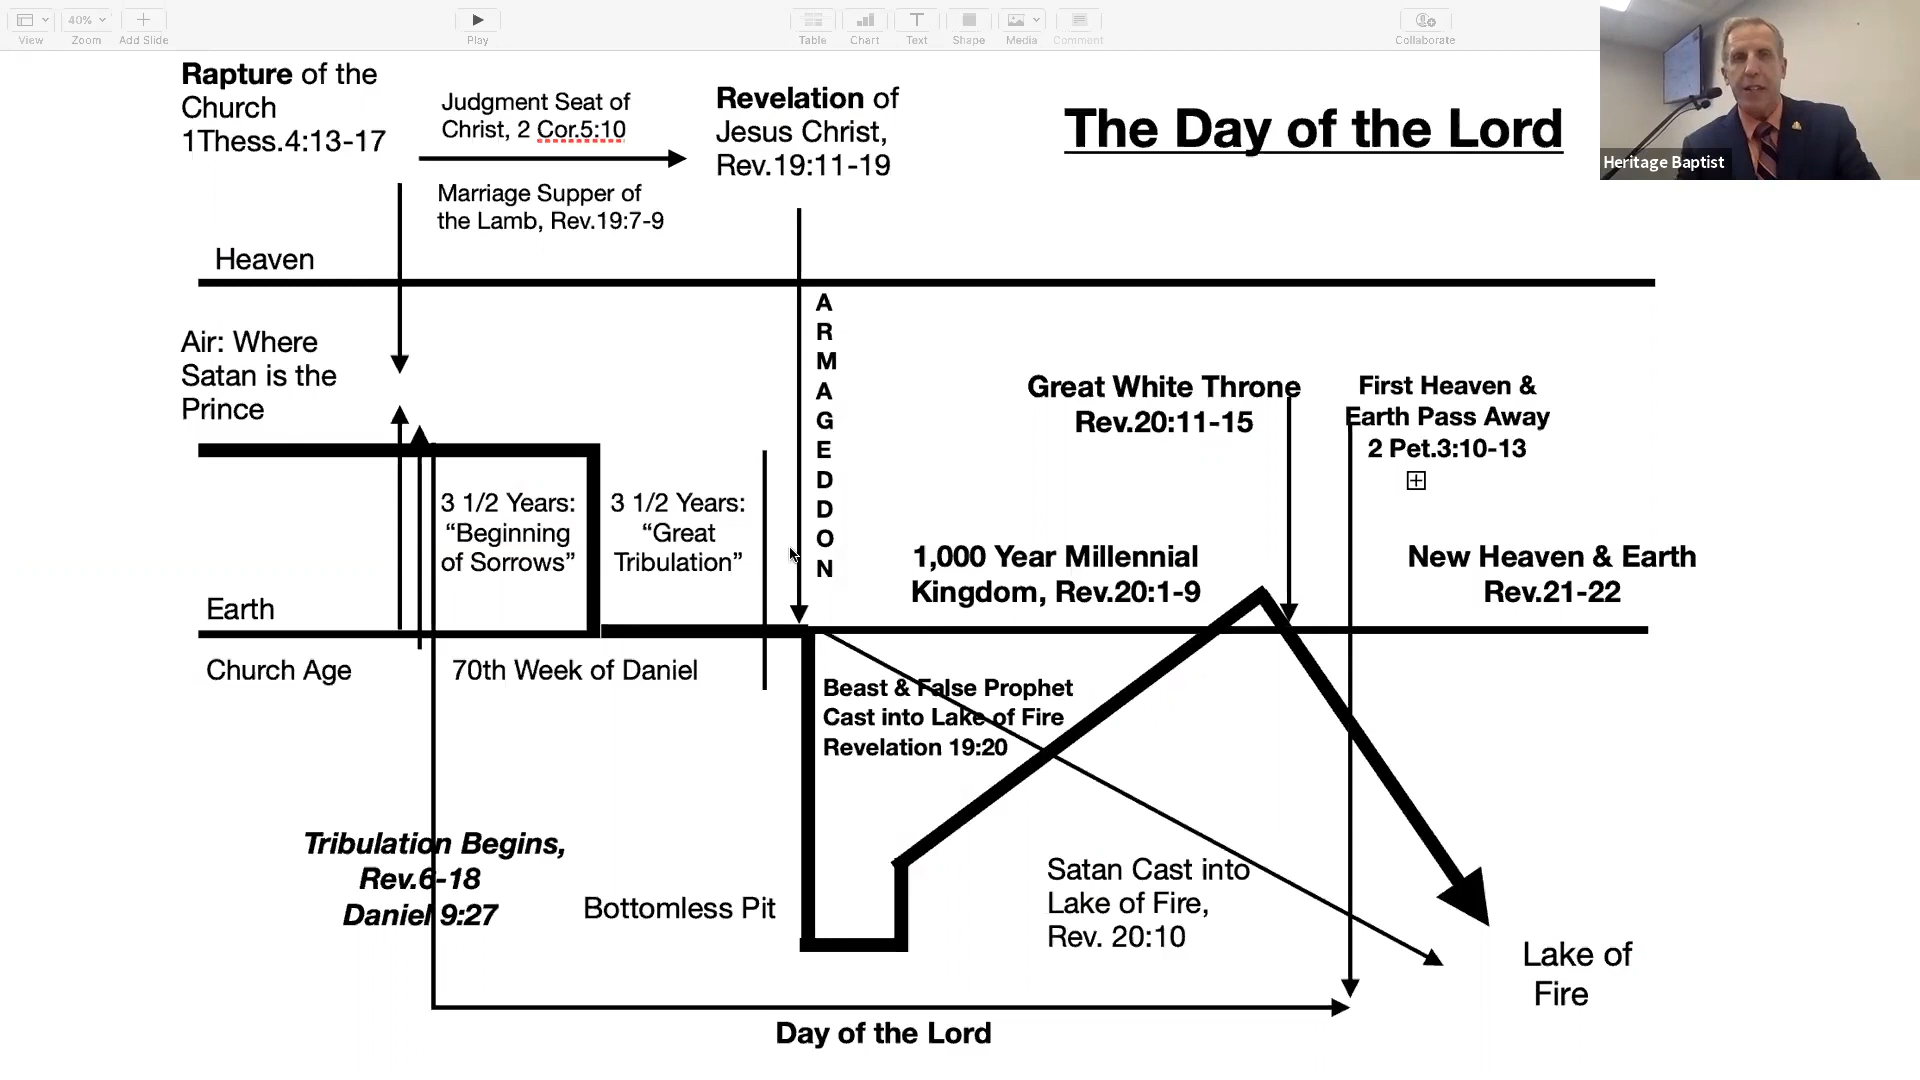 40%
View
Zoom
Add Slide
Play
Table
Chart
Text
Shape
Media
Comment
Collaborate
Heritage Baptist
Rapture of the
Church
1Thess.4:13-17
Judgment Seat of
Christ, 2 Cor.5:10
Marriage Supper of
the Lamb, Rev.19:7-9
Revelation of
Jesus Christ,
Rev.19:11-19
The Day of the Lord
Heaven
Air: Where
Satan is the
Prince
A
R
M
A
G
E
D
D
O
N
Great White Throne
Rev.20:11-15
First Heaven &
Earth Pass Away
2 Pet.3:10-13
3 1/2 Years:
“Beginning
of Sorrows”
3 1/2 Years:
“Great
Tribulation”
1,000 Year Millennial
Kingdom, Rev.20:1-9
New Heaven & Earth
Rev.21-22
Earth
Church Age
70th Week of Daniel
Beast & False Prophet
Cast into Lake of Fire
Revelation 19:20
Tribulation Begins,
Rev.6-18
Daniel 9:27
Bottomless Pit
Satan Cast into
Lake of Fire,
Rev. 20:10
Lake of
Fire
Day of the Lord